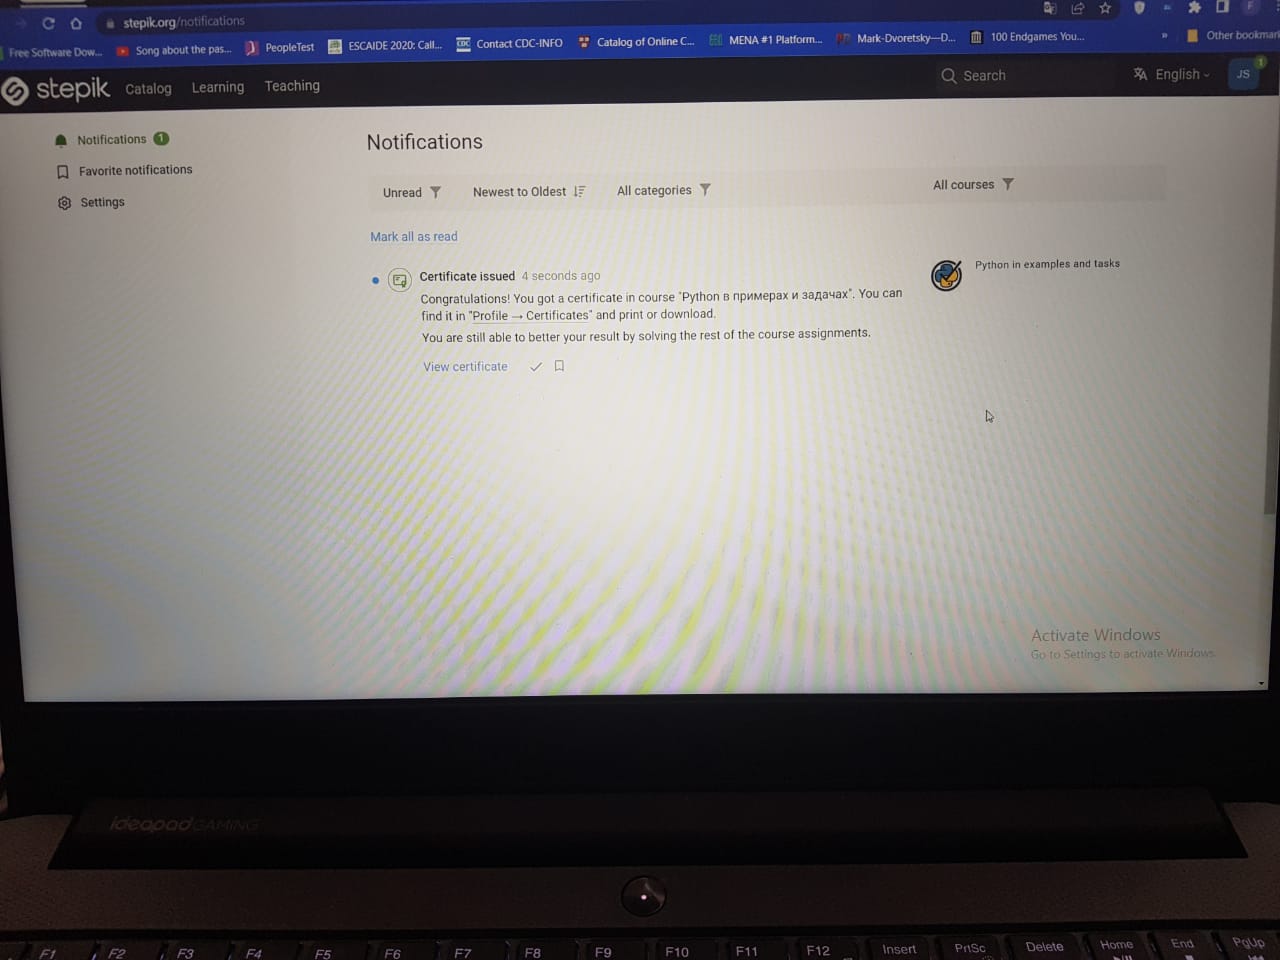 stepik.org/notifications
Free Software Dow...
Song about the pas...
PeopleTest
ESCAIDE 2020: Call...
CDC
Contact CDC-INFO
Catalog of Online C...
MENA #1 Platform...
Mark-Dvoretsky—D...
100 Endgames You...
»
Other bookmar
F
stepik
Catalog
Learning
Teaching
Search
English
JS
1
Notifications 1
Favorite notifications
Settings
Notifications
Unread
Newest to Oldest
All categories
All courses
Mark all as read
Certificate issued 4 seconds ago
Python in examples and tasks
Congratulations! You got a certificate in course "Python в примерах и задачах". You can
find it in "Profile → Certificates" and print or download.
You are still able to better your result by solving the rest of the course assignments.
View certificate
Activate Windows
Go to Settings to activate Windows.
ideapad GAMING
F1
F2
F3
F4
F5
F6
F7
F8
F9
F10
F11
F12
Insert
PrtSc
Delete
Home
End
PgUp